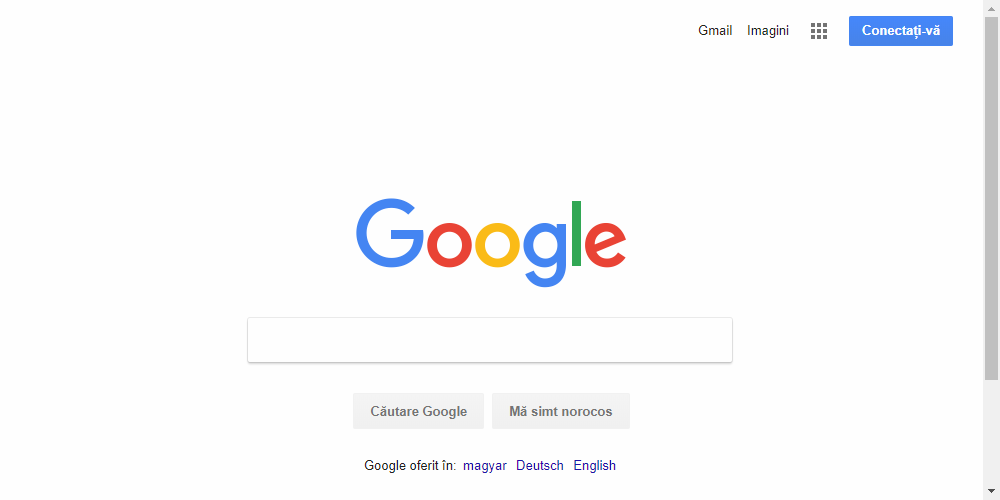 Gmail Imagini Conectați-vă
Google
Căutare Google Mă simt norocos
Google oferit în: magyar Deutsch English